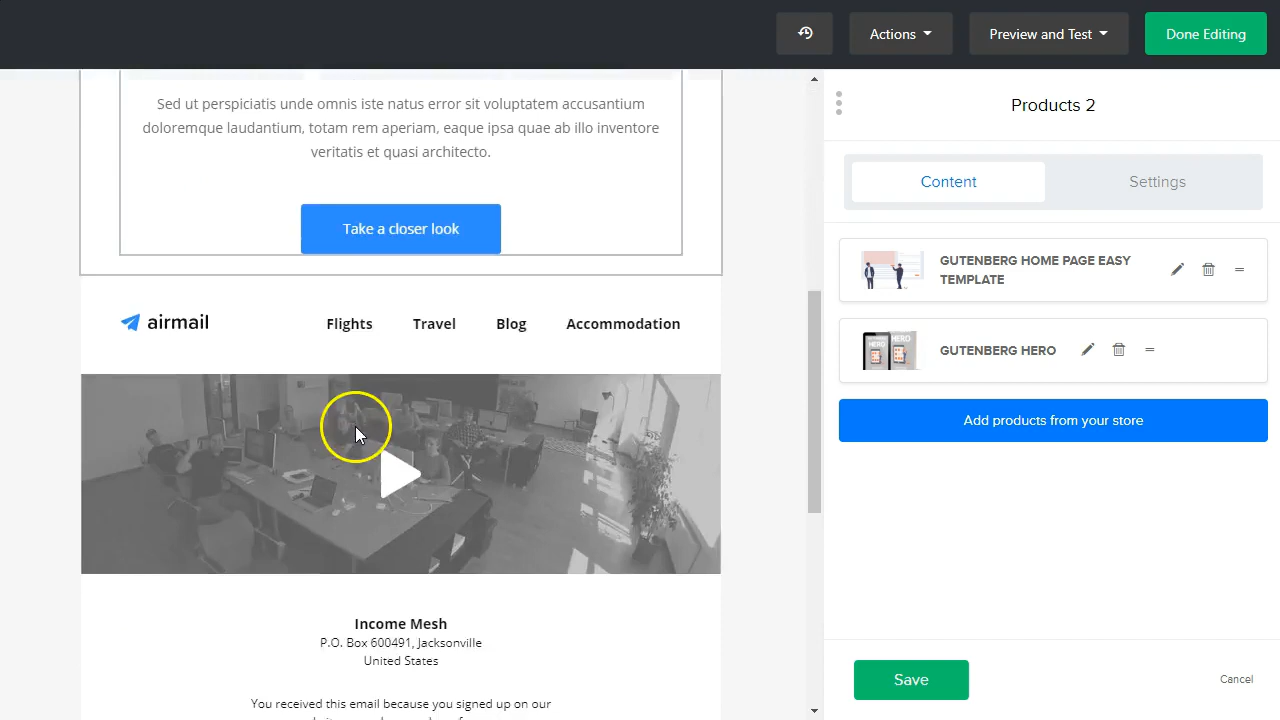 Actions
Preview and Test
Done Editing
Sed ut perspiciatis unde omnis iste natus error sit voluptatem accusantium
doloremque laudantium, totam rem aperiam, eaque ipsa quae ab illo inventore
veritatis et quasi architecto.
Take a closer look
airmail
Flights Travel Blog Accommodation
Income Mesh
P.O. Box 600491, Jacksonville
United States
You received this email because you signed up on our
Products 2
Content
Settings
GUTENBERG HOME PAGE EASY
TEMPLATE
GUTENBERG HERO
Add products from your store
Save
Cancel